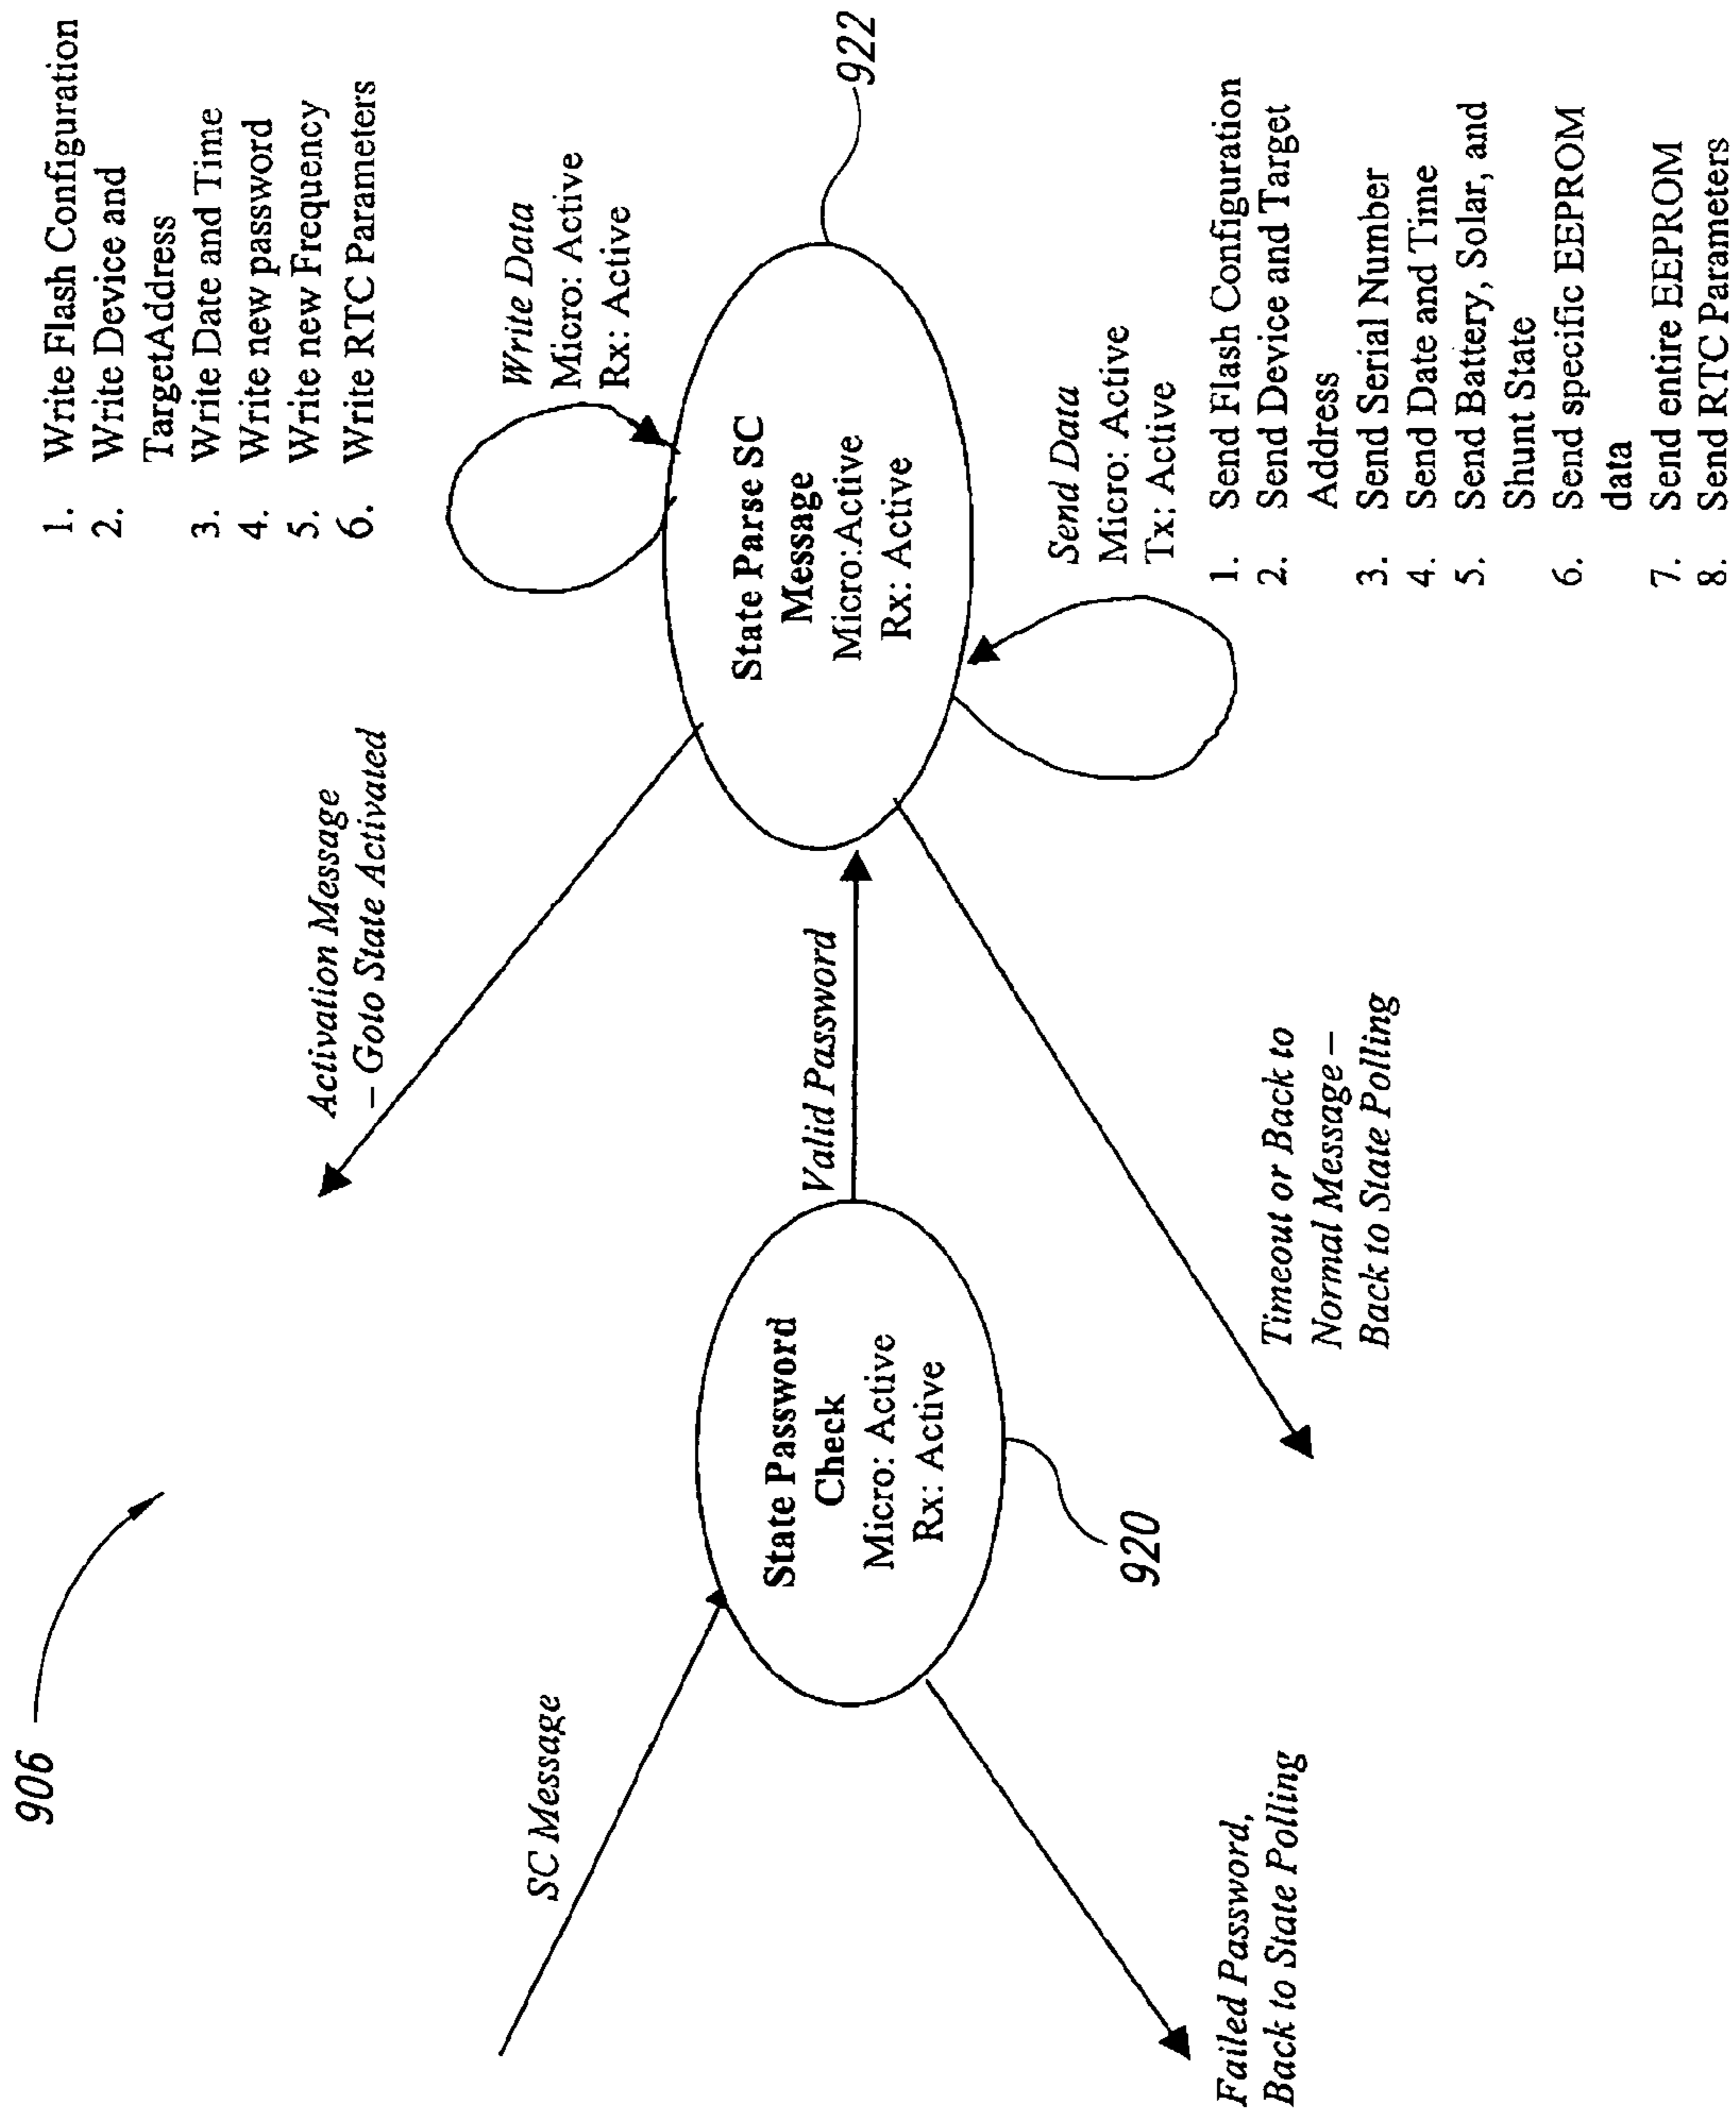 906
SC Message
Failed Password,
Back to State Polling
State Password
Check
Micro: Active
Rx: Active
920
Valid Password
Activation Message
– Goto State Activated
Timeout or Back to
Normal Message –
Back to State Polling
State Parse SC
Message
Micro:Active
Rx: Active
922
Write Data
Micro: Active
Rx: Active
1. Write Flash Configuration
2. Write Device and
TargetAddress
3. Write Date and Time
4. Write new password
5. Write new Frequency
6. Write RTC Parameters
Send Data
Micro: Active
Tx: Active
1. Send Flash Configuration
2. Send Device and Target
Address
3. Send Serial Number
4. Send Date and Time
5. Send Battery, Solar, and
Shunt State
6. Send specific EEPROM
data
7. Send entire EEPROM
8. Send RTC Parameters